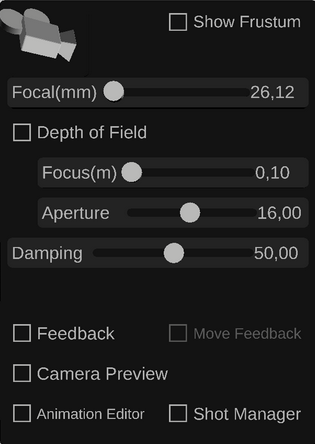 Show Frustum
Focal(mm) 26,12
Depth of Field
Focus(m) 0,10
Aperture 16,00
Damping 50,00
Feedback Move Feedback
Camera Preview
Animation Editor Shot Manager